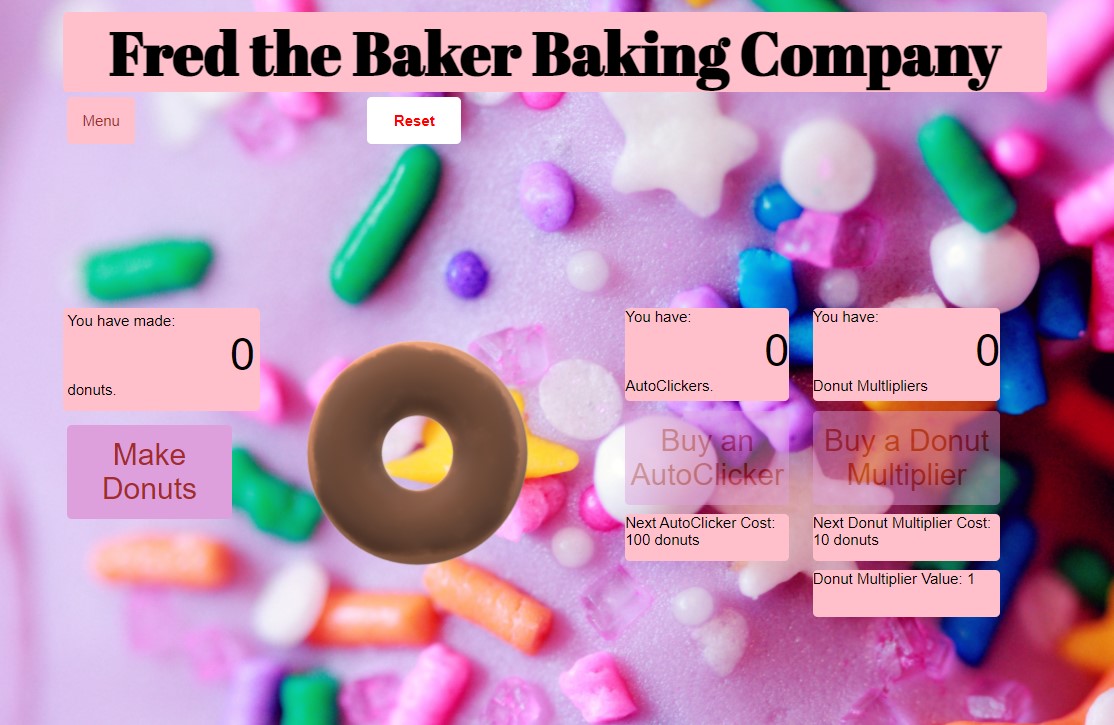 Fred the Baker Baking Company
Menu
Reset
You have made:
0
donuts.
Make
Donuts
You have:
0
AutoClickers.
Buy an
AutoClicker
Next AutoClicker Cost:
100 donuts
You have:
0
Donut Multlipliers
Buy a Donut
Multiplier
Next Donut Multiplier Cost:
10 donuts
Donut Multiplier Value: 1